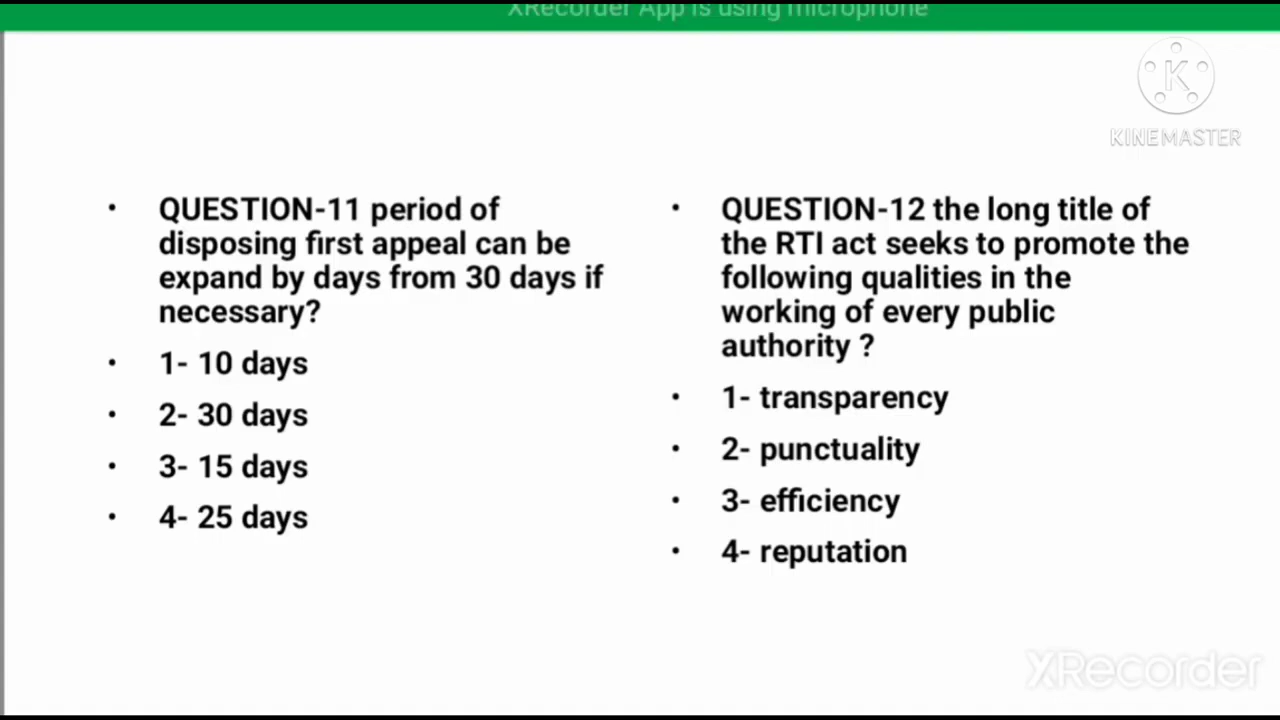 XRecorder App is using microphone
KINEMASTER
• QUESTION-11 period of
disposing first appeal can be
expand by days from 30 days if
necessary?
• 1- 10 days
• 2- 30 days
• 3- 15 days
• 4- 25 days
• QUESTION-12 the long title of
the RTI act seeks to promote the
following qualities in the
working of every public
authority ?
• 1- transparency
• 2- punctuality
• 3- efficiency
• 4- reputation
XRecorder